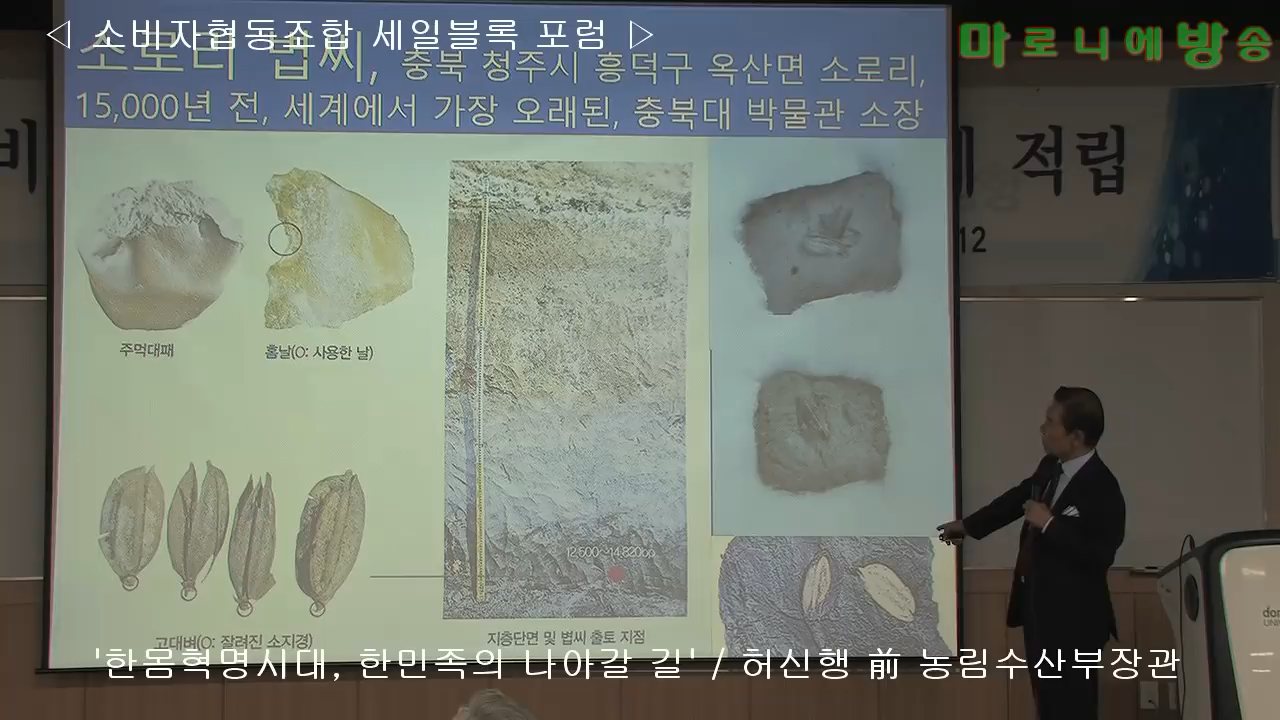 ◁ 소비자협동조합 세일블록 포럼 ▷
마로니에방송
소로리 볍씨, 충북 청주시 흥덕구 옥산면 소로리,
15,000년 전, 세계에서 가장 오래된, 충북대 박물관 소장
비
적립
12
주먹대패
홈날(O: 사용한 날)
12,500~14,820bp
고대벼(O: 잘려진 소지경)
지층단면 및 볍씨 출토 지점
'한몸혁명시대, 한민족의 나아갈 길' / 허신행 前 농림수산부장관